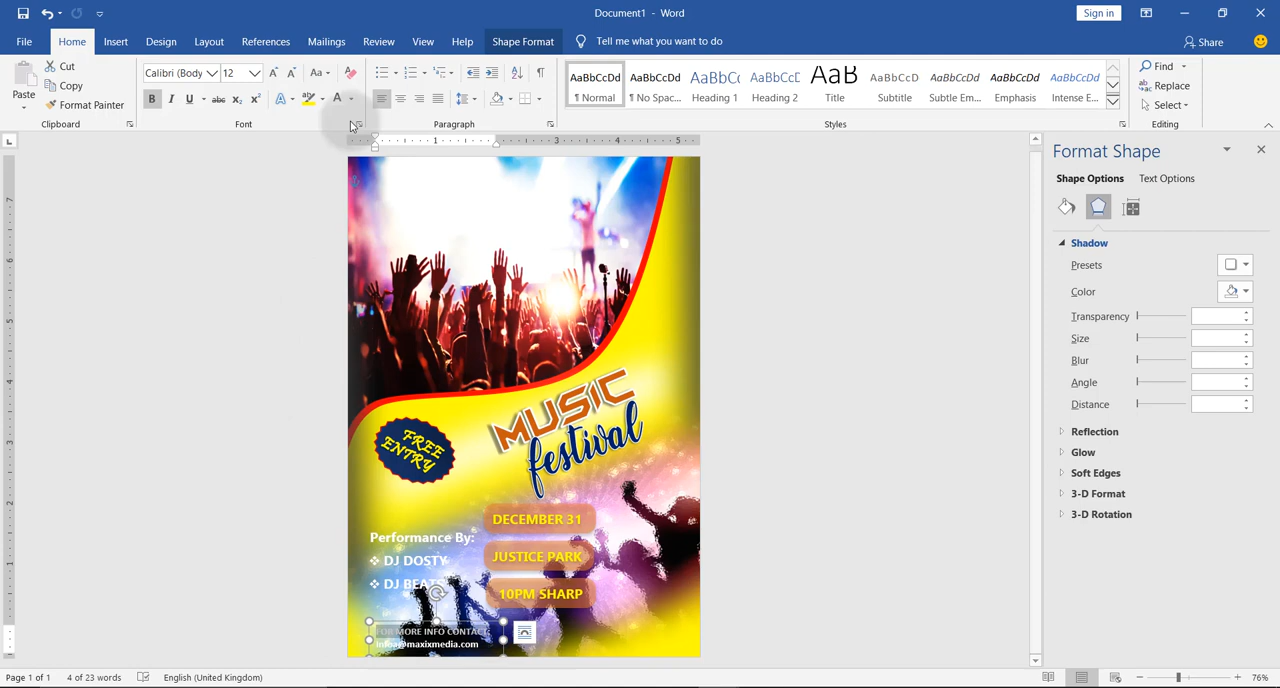 Document1 - Word
Sign in
File Home Insert Design Layout References Mailings Review View Help Shape Format Tell me what you want to do Share
Paste
Cut
Copy
Format Painter
Clipboard
Calibri (Body 12
Font
Paragraph
AaBbCcDd AaBbCcDd AaBbCc AaBbCcD AaB AaBbCcD AaBbCcDd AaBbCcDd AaBbCcDd
¶ Normal ¶ No Spac... Heading 1 Heading 2 Title Subtitle Subtle Em... Emphasis Intense E...
Styles
Find
Replace
Select
Editing
Format Shape
Shape Options Text Options
Shadow
Presets
Color
Transparency
Size
Blur
Angle
Distance
Reflection
Glow
Soft Edges
3-D Format
3-D Rotation
MUSIC
festival
FREE
ENTRY
DECEMBER 31
JUSTICE PARK
10PM SHARP
Performance By:
❖ DJ DOSTY
❖ DJ BEATS
FOR MORE INFO CONTACT:
Page 1 of 1 4 of 23 words English (United Kingdom) 76%